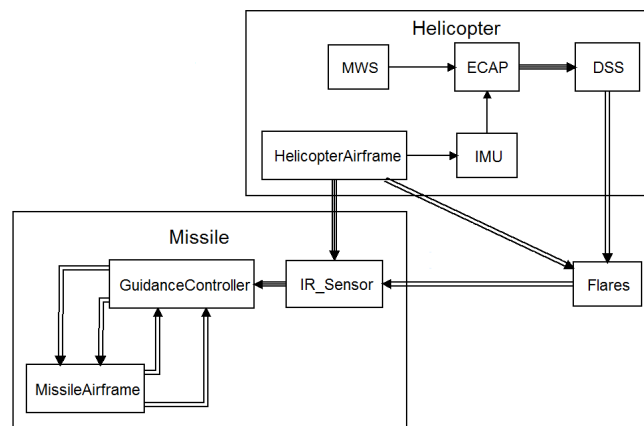 Helicopter
MWS
ECAP
DSS
HelicopterAirframe
IMU
Missile
GuidanceController
IR_Sensor
Flares
MissileAirframe